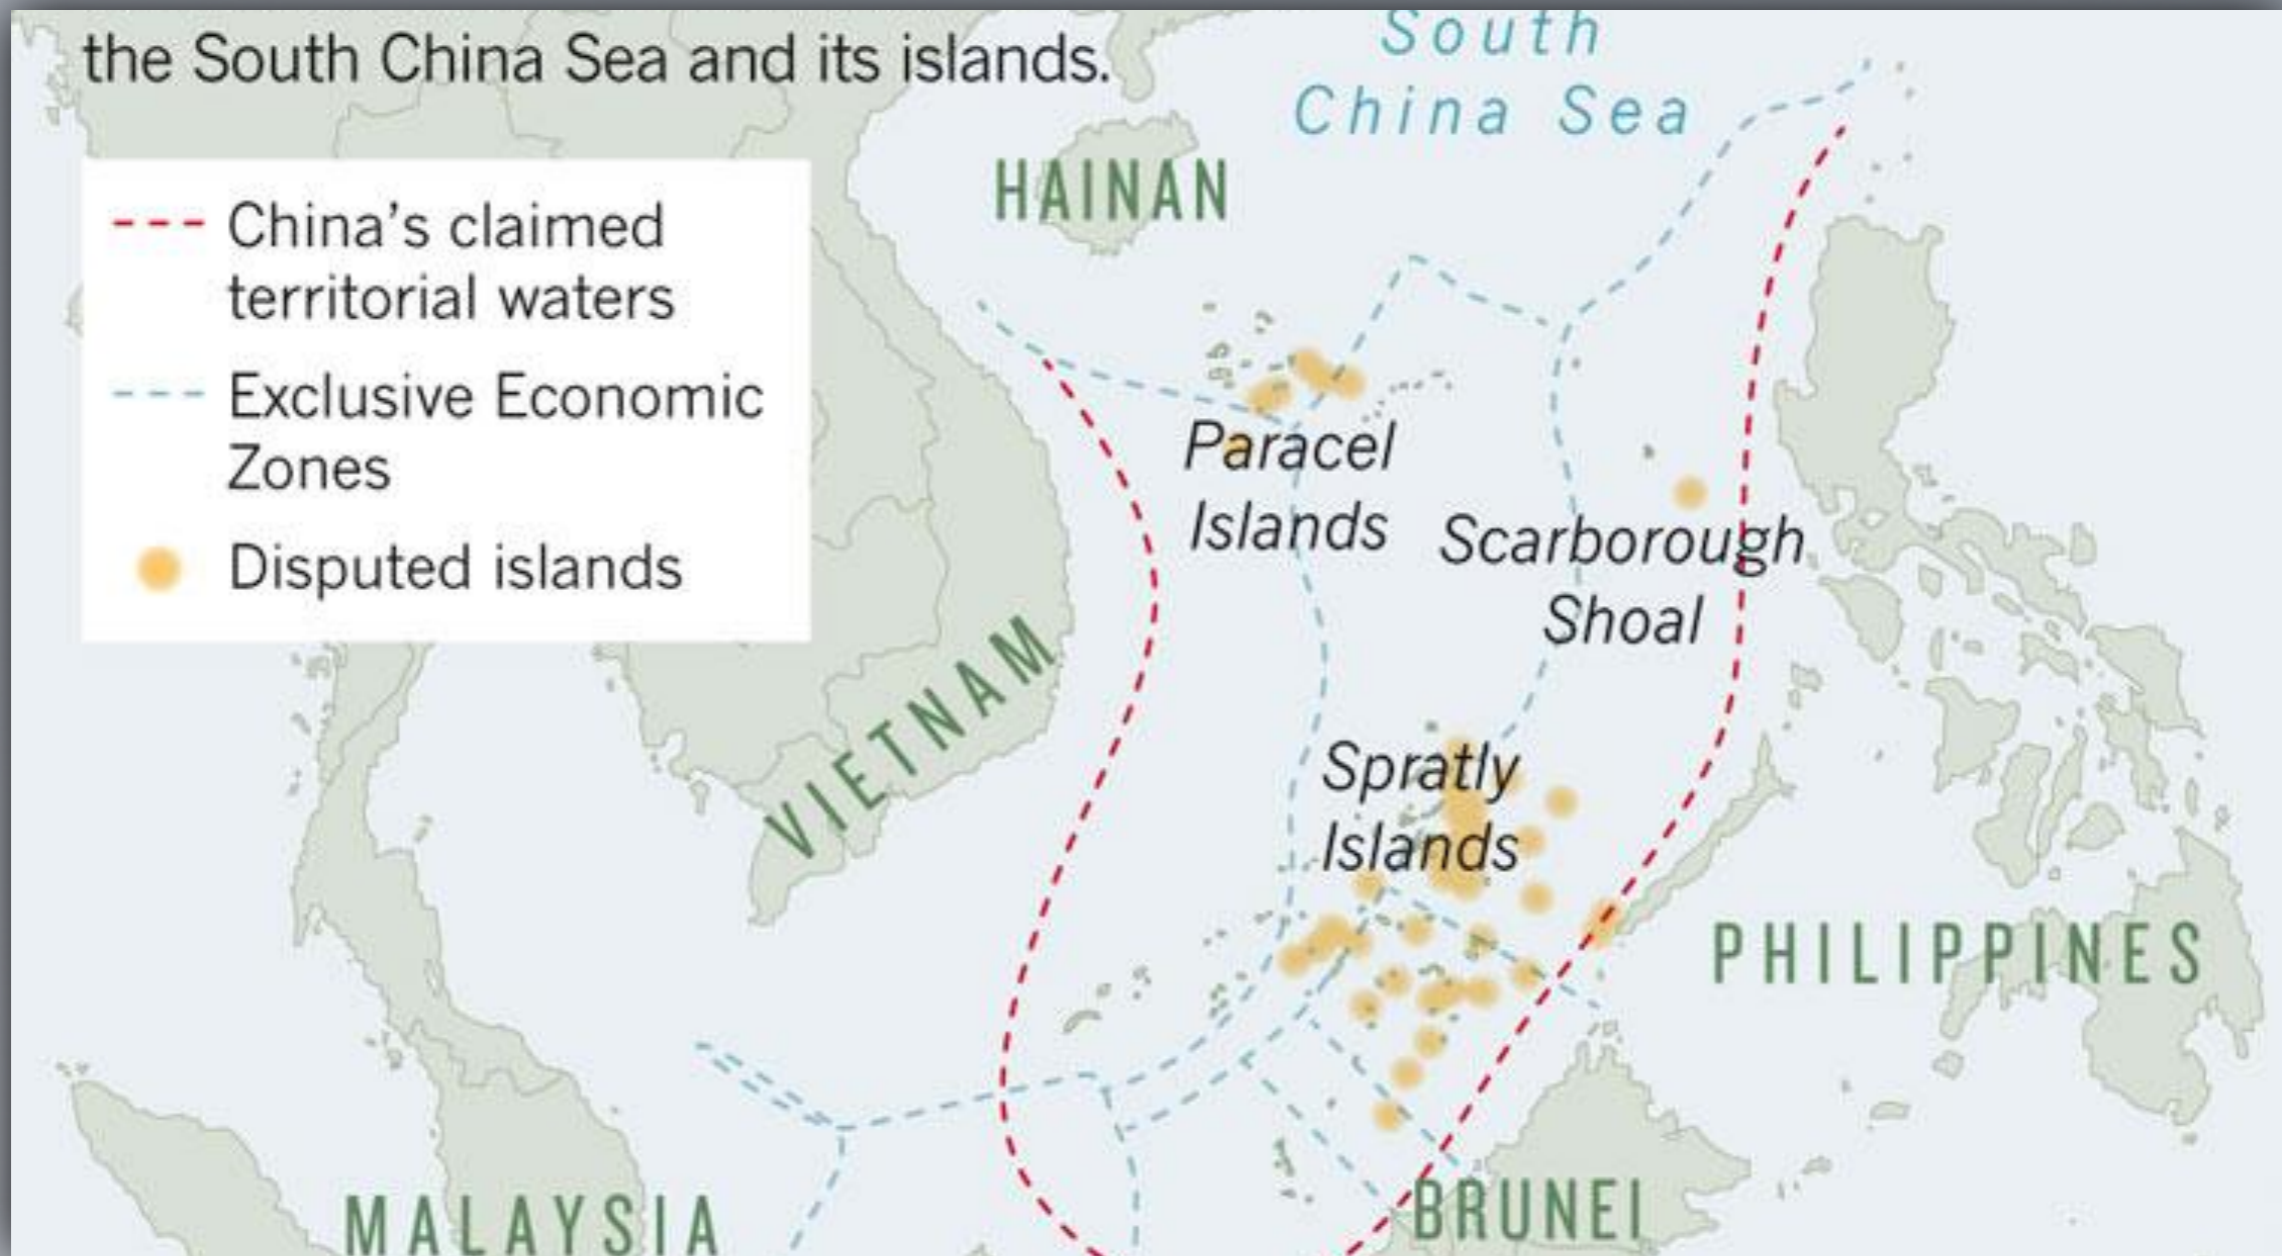 the South China Sea and its islands.
South
China Sea
HAINAN
China's claimed
territorial waters
Exclusive Economic
Zones
Disputed islands
Paracel
Islands
Scarborough
Shoal
VIETNAM
Spratly
Islands
PHILIPPINES
MALAYSIA
BRUNEI